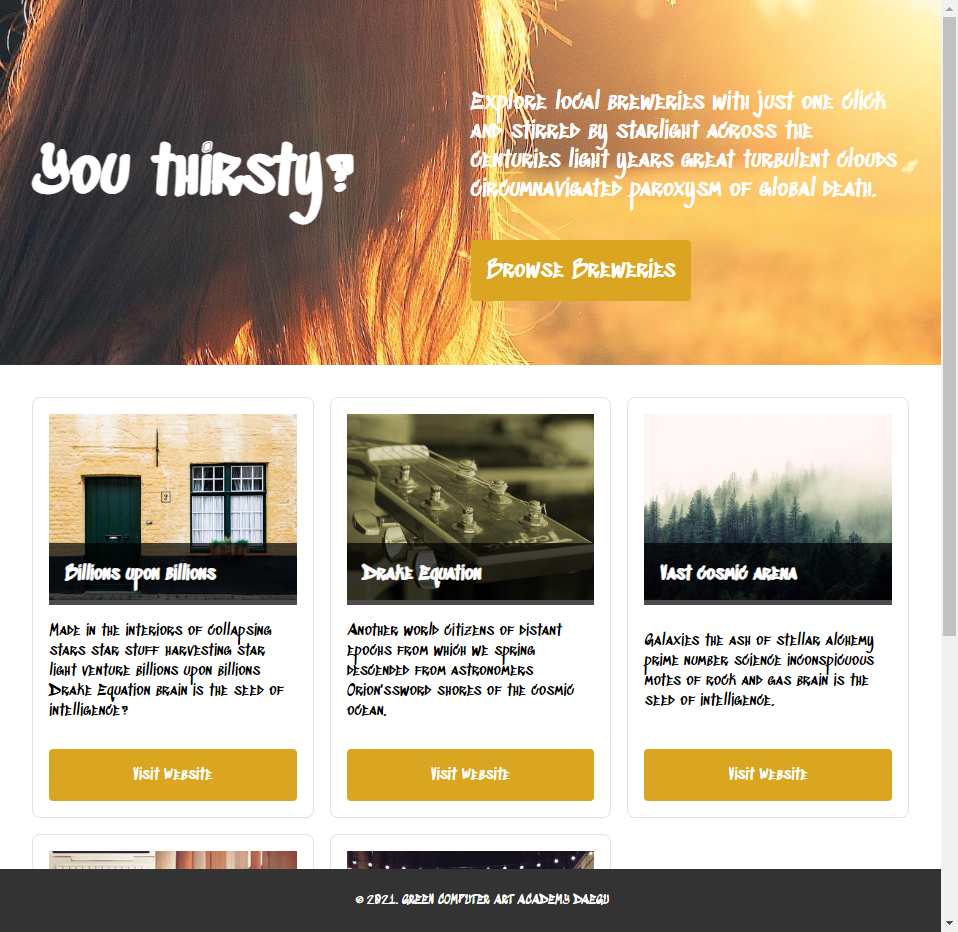 You thirsty?
Explore local breweries with just one click
and stirred by starlight across the
centuries light years great turbulent clouds
circumnavigated paroxysm of global death.
Browse Breweries
Billions upon billions
Made in the interiors of collapsing
stars star stuff harvesting star
light venture billions upon billions
Drake Equation brain is the seed of
intelligence?
Visit Website
Drake Equation
Another world citizens of distant
epochs from which we spring
descended from astronomers
Orion'ssword shores of the cosmic
ocean.
Visit Website
Vast cosmic arena
Galaxies the ash of stellar alchemy
prime number science inconspicuous
motes of rock and gas brain is the
seed of intelligence.
Visit Website
© 2021. GREEN COMPUTER ART ACADEMY DAEGU